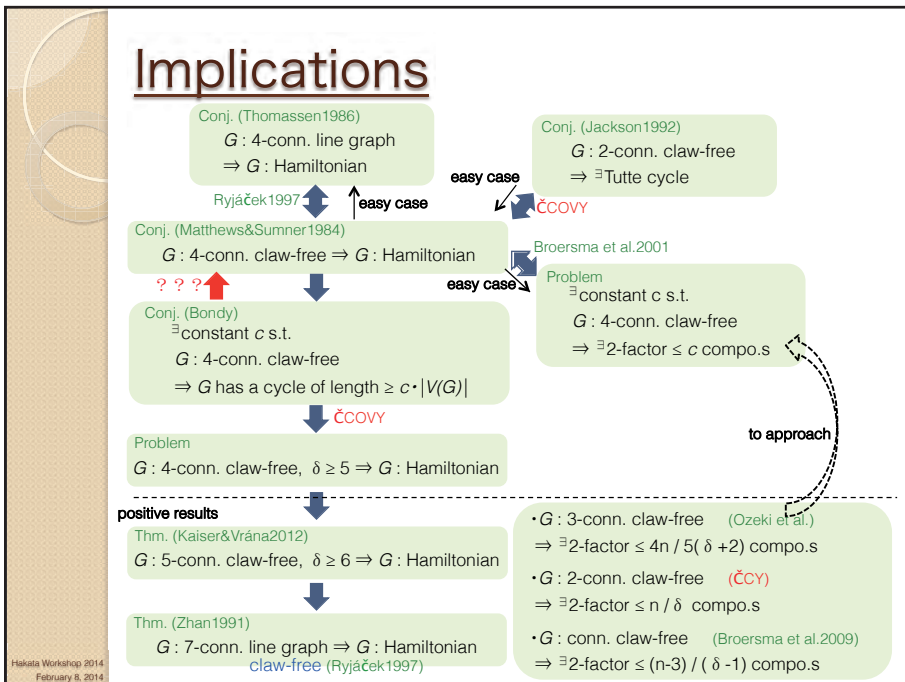 Implications
Conj. (Thomassen1986)
G : 4-conn. line graph
⇒ G : Hamiltonian
Conj. (Jackson1992)
G : 2-conn. claw-free
⇒ ∃Tutte cycle
Ryjáček1997
easy case
easy case
ČCOVY
Conj. (Matthews&Sumner1984)
G : 4-conn. claw-free ⇒ G : Hamiltonian
Broersma et al.2001
? ? ?
easy case
Problem
∃constant c s.t.
G : 4-conn. claw-free
⇒ ∃2-factor ≤ c compo.s
Conj. (Bondy)
∃constant c s.t.
G : 4-conn. claw-free
⇒ G has a cycle of length ≥ c・|V(G)|
ČCOVY
to approach
Problem
G : 4-conn. claw-free, δ ≥ 5 ⇒ G : Hamiltonian
positive results
Thm. (Kaiser&Vrána2012)
G : 5-conn. claw-free, δ ≥ 6 ⇒ G : Hamiltonian
Thm. (Zhan1991)
G : 7-conn. line graph ⇒ G : Hamiltonian
claw-free (Ryjáček1997)
・G : 3-conn. claw-free (Ozeki et al.)
⇒ ∃2-factor ≤ 4n / 5( δ +2) compo.s
・G : 2-conn. claw-free (ČCY)
⇒ ∃2-factor ≤ n / δ compo.s
・G : conn. claw-free (Broersma et al.2009)
⇒ ∃2-factor ≤ (n-3) / ( δ -1) compo.s
Hakata Workshop 2014
February 8, 2014